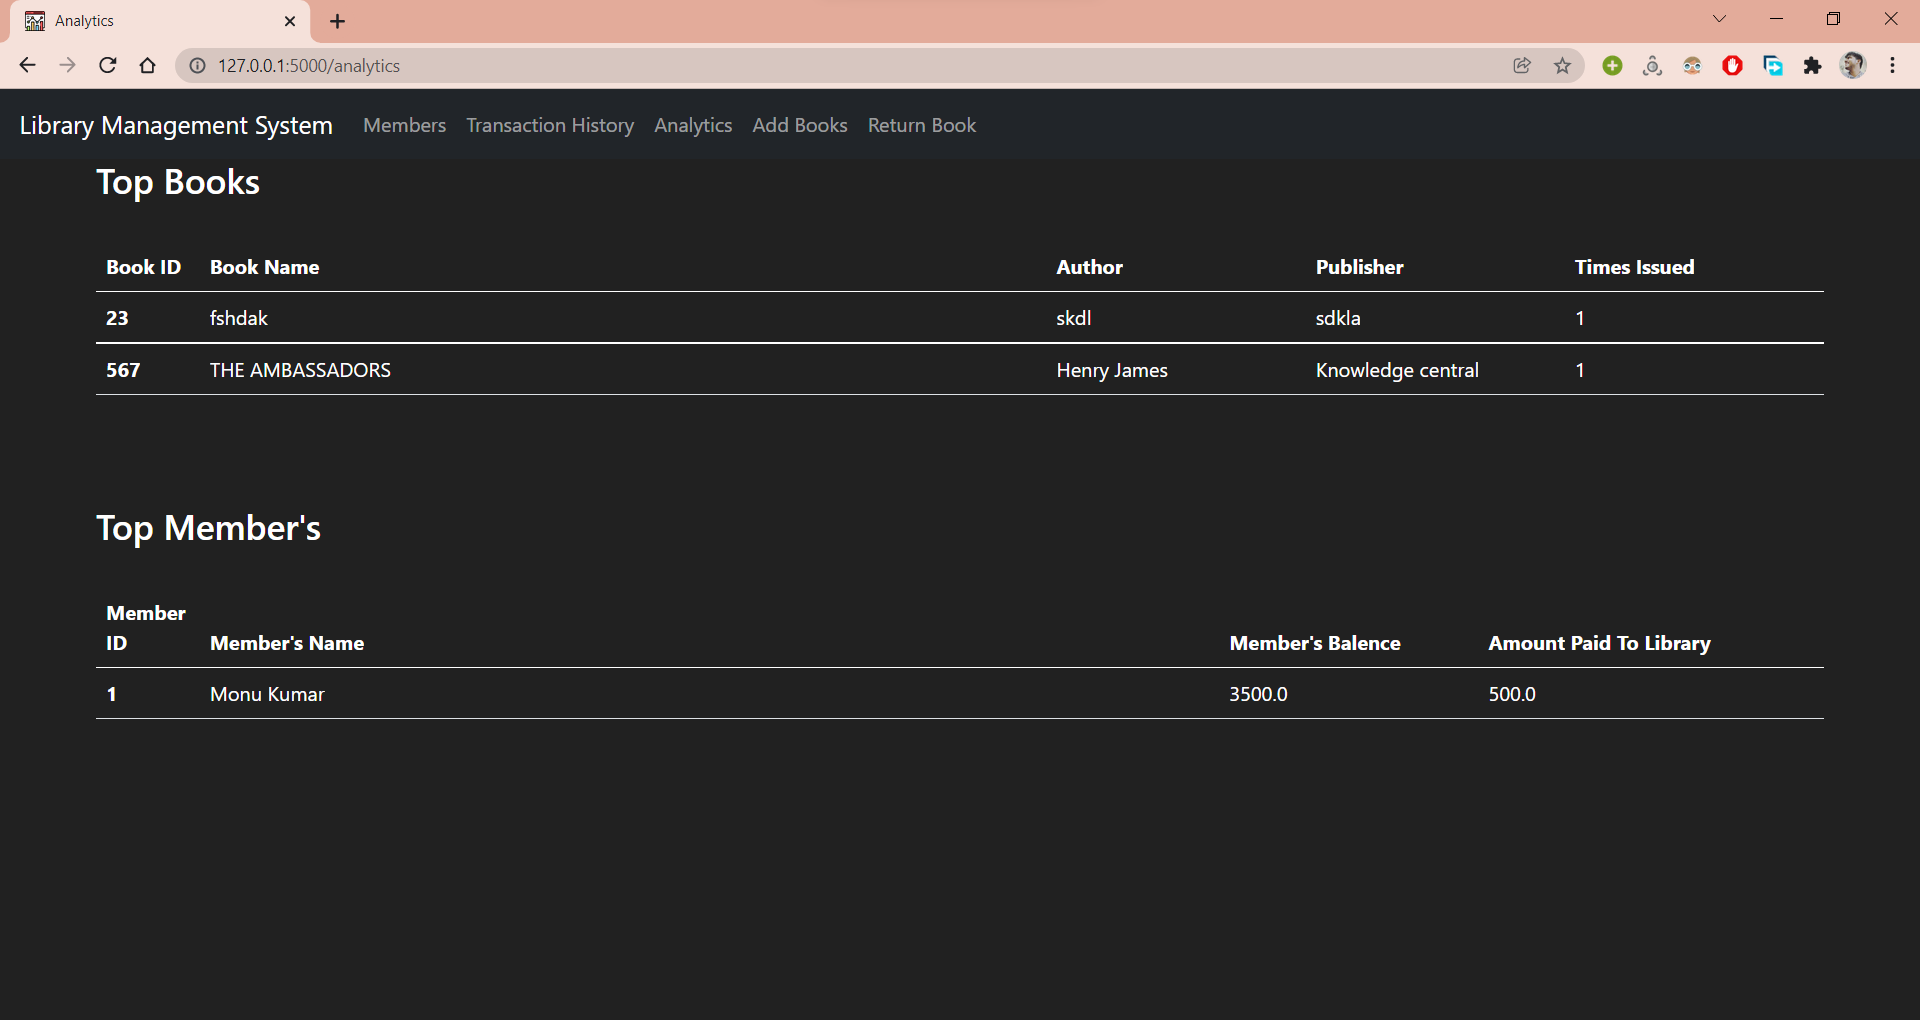 Analytics
127.0.0.1:5000/analytics
Library Management System Members Transaction History Analytics Add Books Return Book
Top Books
Book ID Book Name Author Publisher Times Issued
23 fshdak skdl sdkla 1
567 THE AMBASSADORS Henry James Knowledge central 1
Top Member's
Member
ID Member's Name Member's Balence Amount Paid To Library
1 Monu Kumar 3500.0 500.0